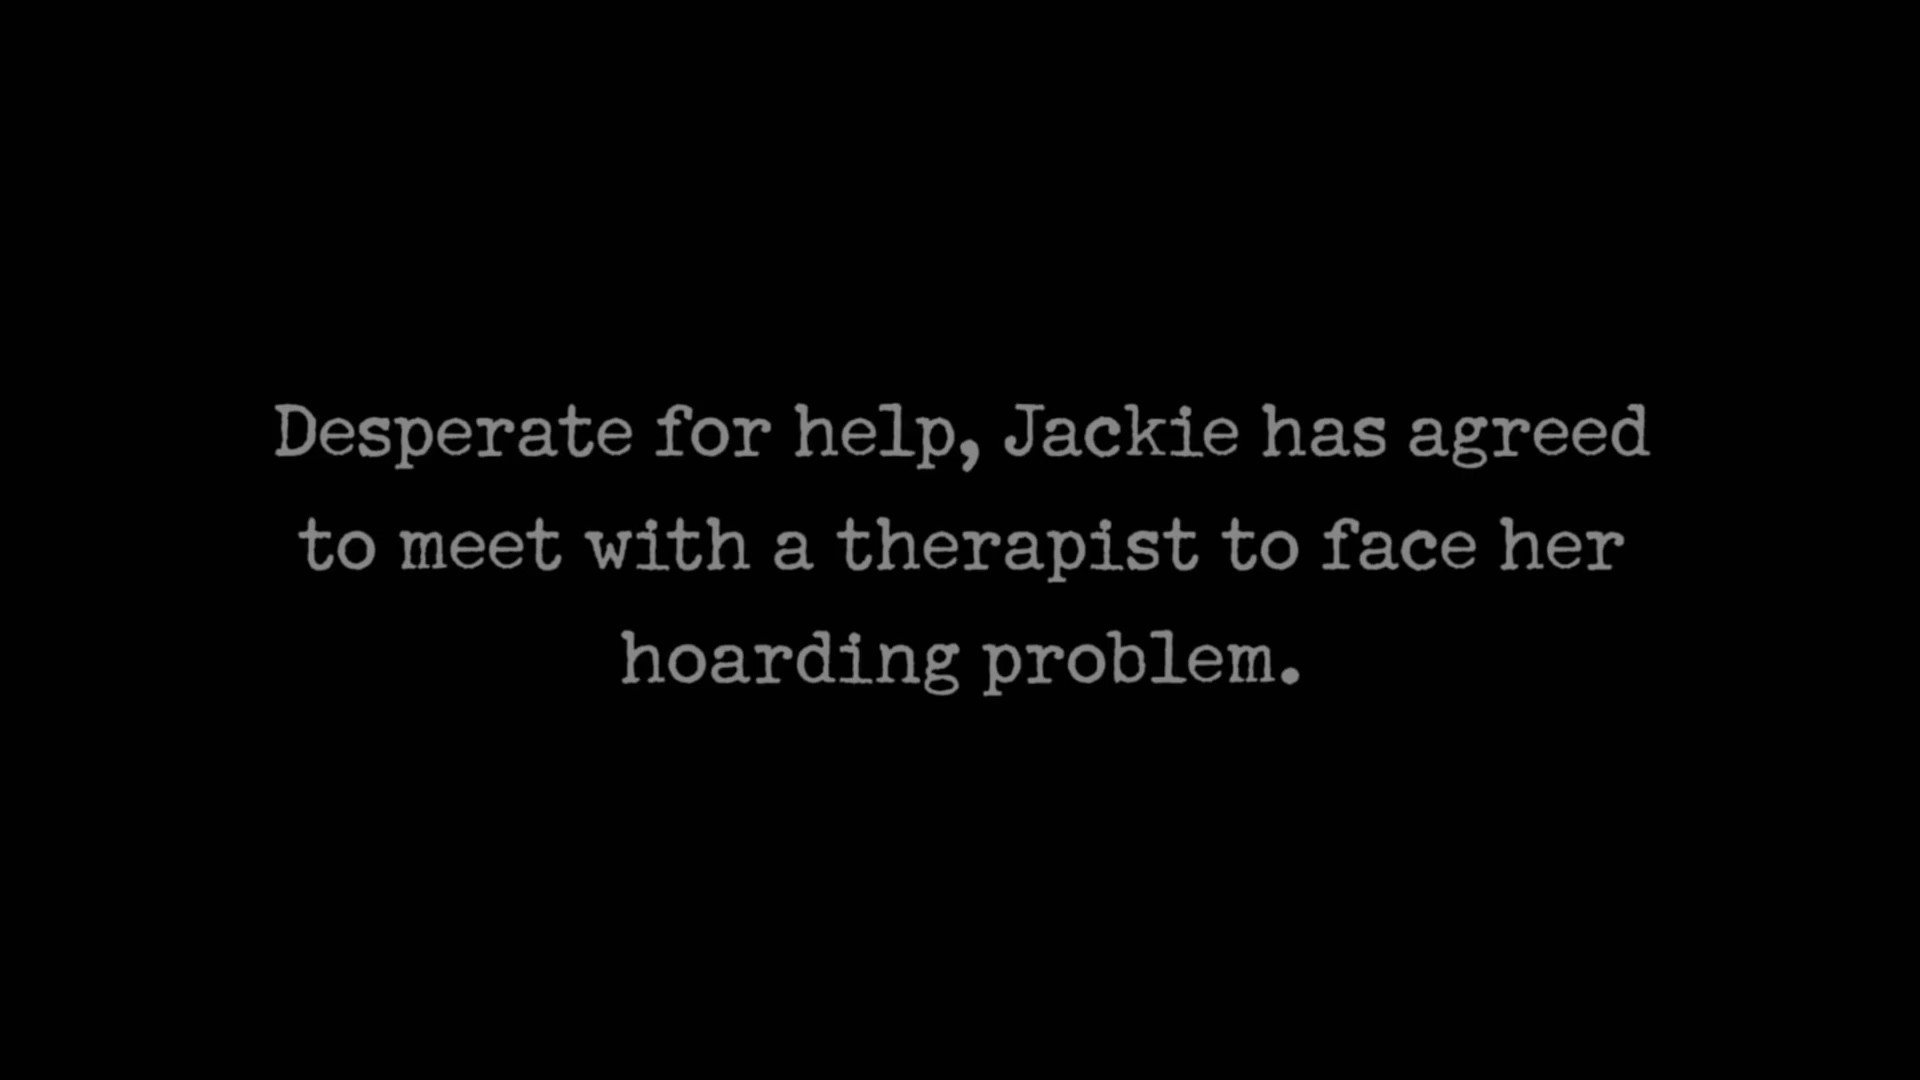 Desperate for help, Jackie has agreed
to meet with a therapist to face her
hoarding problem.